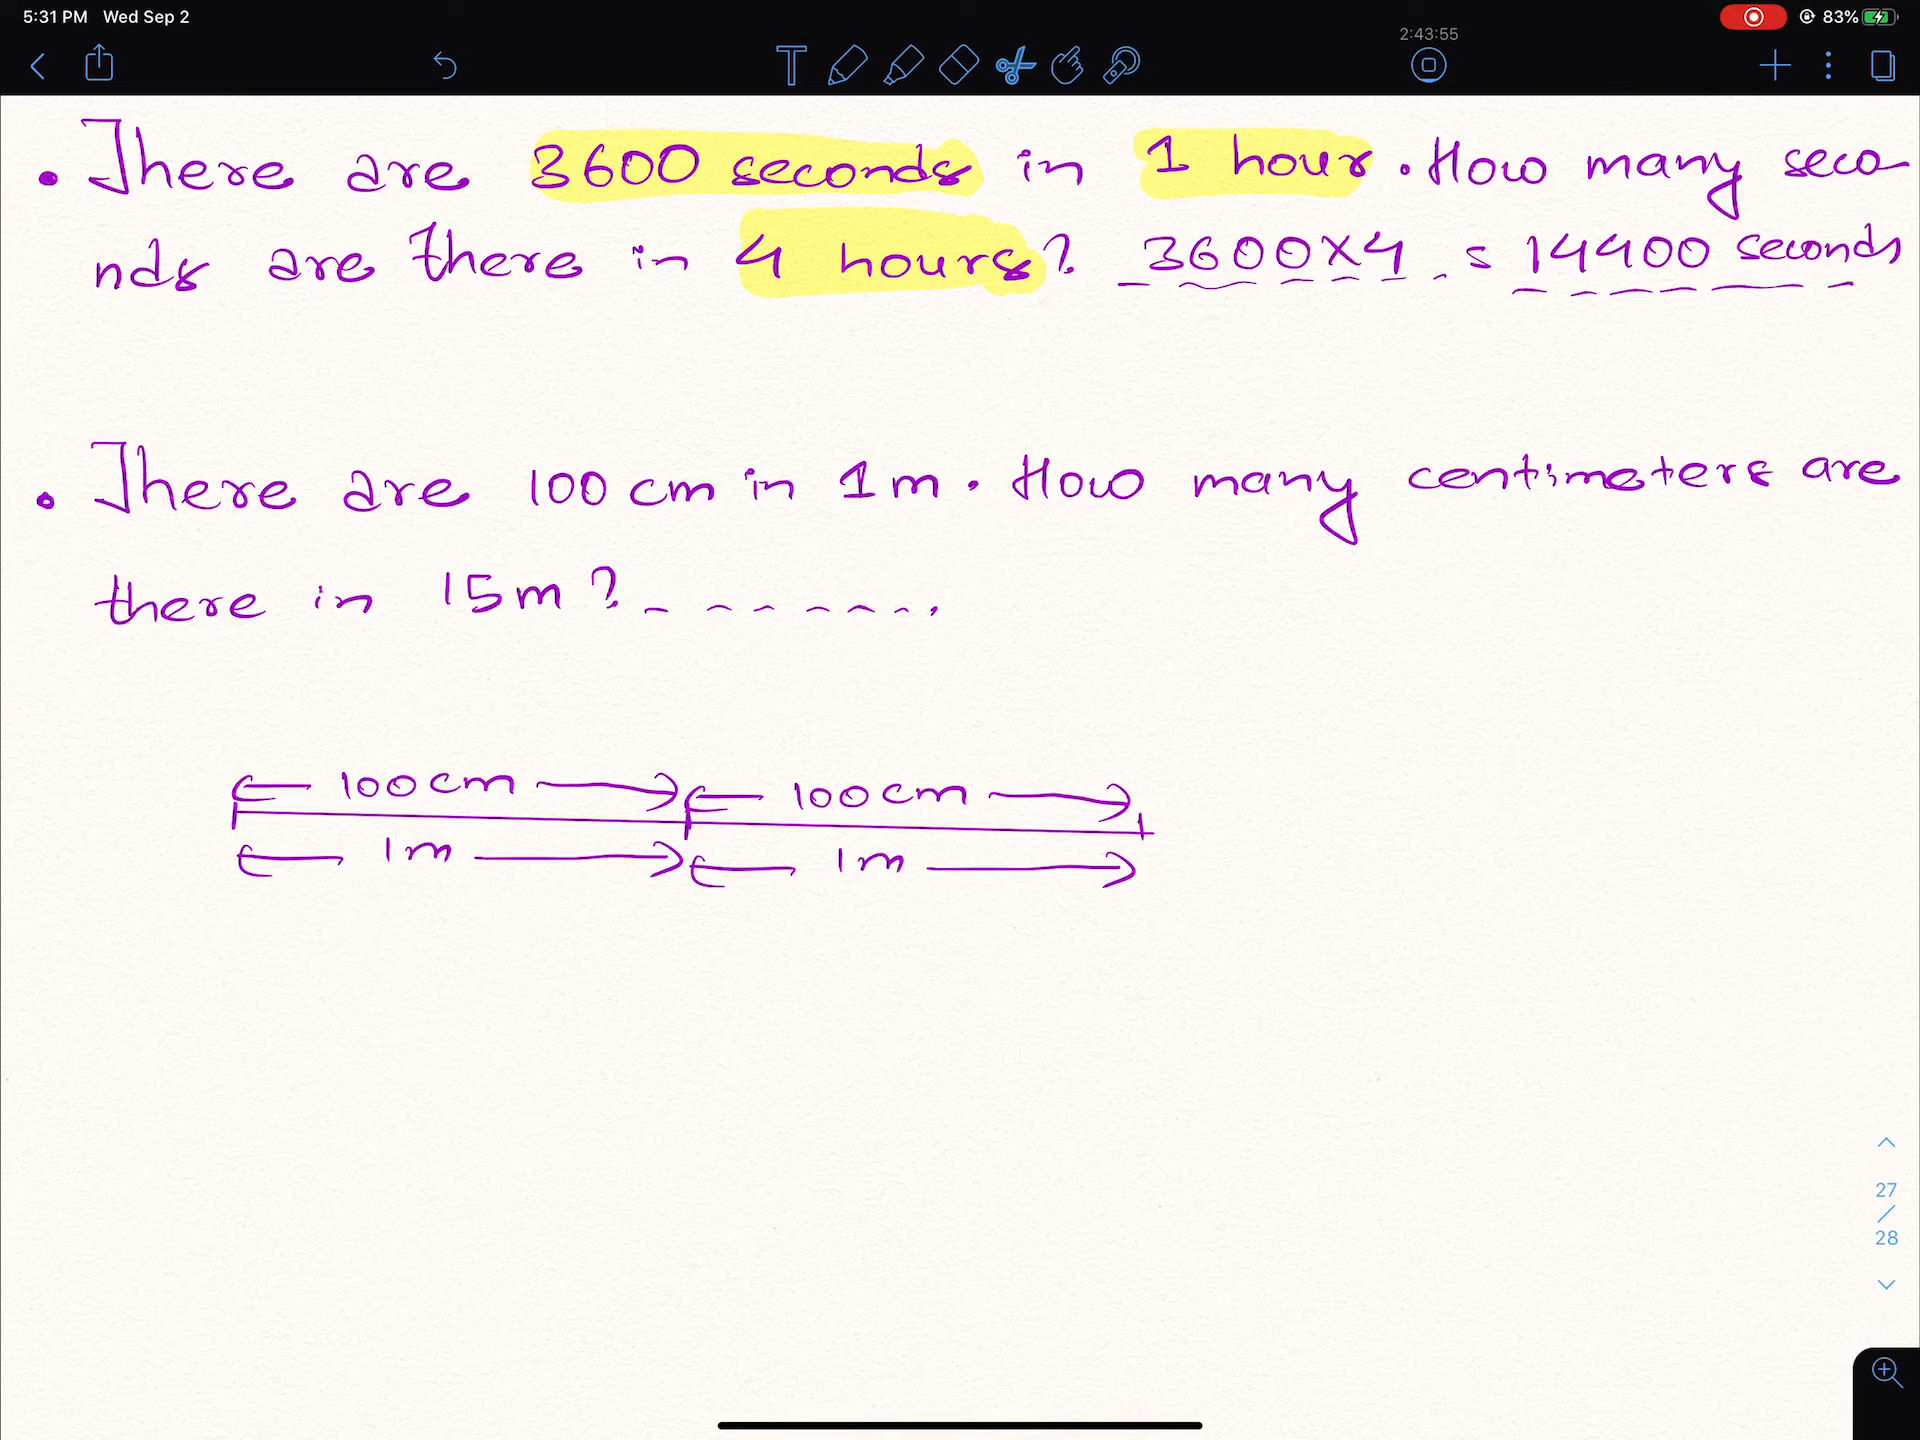 5:31 PM Wed Sep 2
83%
2:43:55
T
• There are 3600 seconds in 1 hour. How many seco
nds are there in 4 hours? 3600×4 . = 14400 seconds
• There are 100 cm in 1 m. How many centimeters are
there in 15 m? - - - - - - - .
100 cm 100 cm
1m 1m
27
/
28